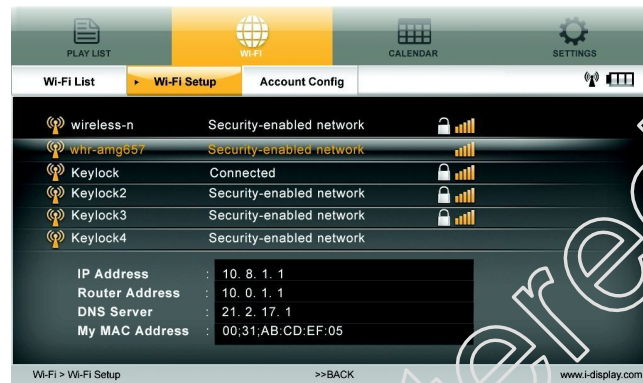 PLAY LIST WI-FI CALENDAR SETTINGS
Wi-Fi List Wi-Fi Setup Account Config
wireless-n Security-enabled network
whr-amg657 Security-enabled network
Keylock Connected
Keylock2 Security-enabled network
Keylock3 Security-enabled network
Keylock4 Security-enabled network
IP Address : 10. 8. 1. 1
Router Address : 10. 0. 1. 1
DNS Server : 21. 2. 17. 1
My MAC Address : 00;31;AB:CD:EF:05
Wi-Fi > Wi-Fi Setup >>BACK www.i-display.com